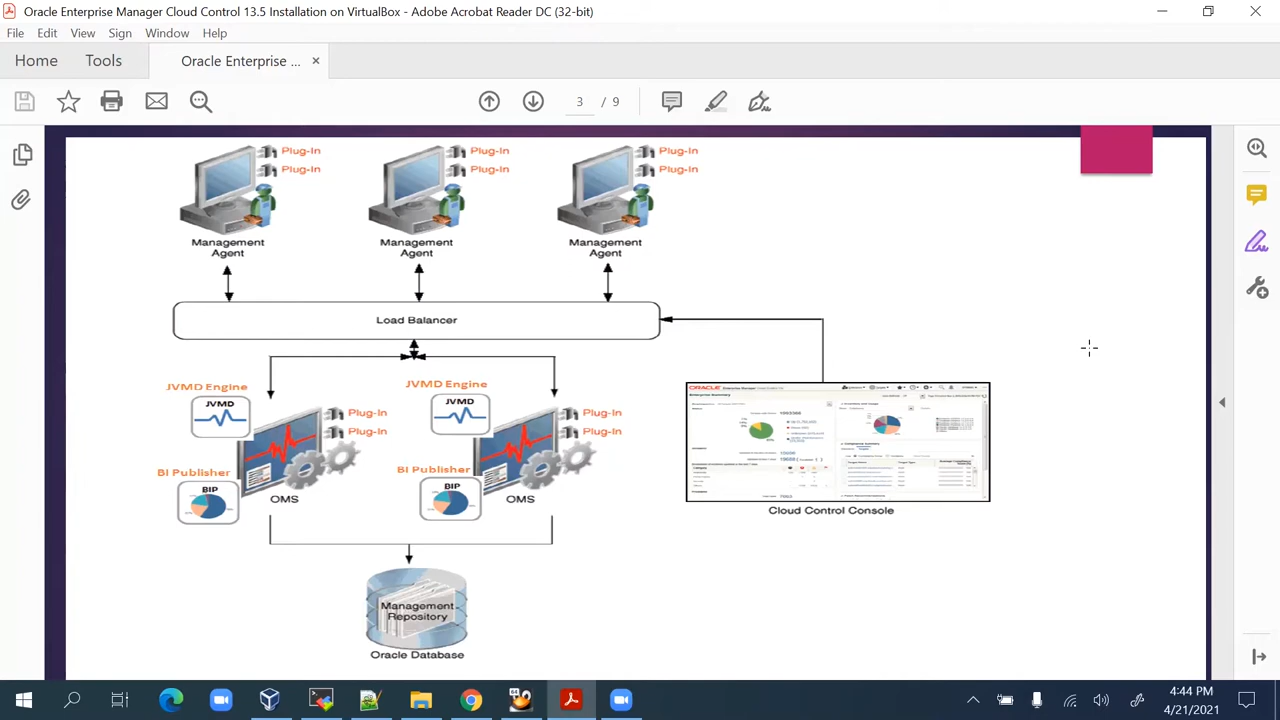 Oracle Enterprise Manager Cloud Control 13.5 Installation on VirtualBox - Adobe Acrobat Reader DC (32-bit)
File Edit View Sign Window Help
Home Tools Oracle Enterprise ... ×
3 / 9
Plug-In Plug-In Plug-In
Plug-In Plug-In Plug-In
Management Management Management
Agent Agent Agent
Load Balancer
JVMD Engine JVMD Engine
JVMD JVMD
Plug-In Plug-In
Plug-In Plug-In
BI Publisher BI Publisher
BIP BIP
OMS OMS
ORACLE
Cloud Control Console
Management
Repository
Oracle Database
4:44 PM
4/21/2021